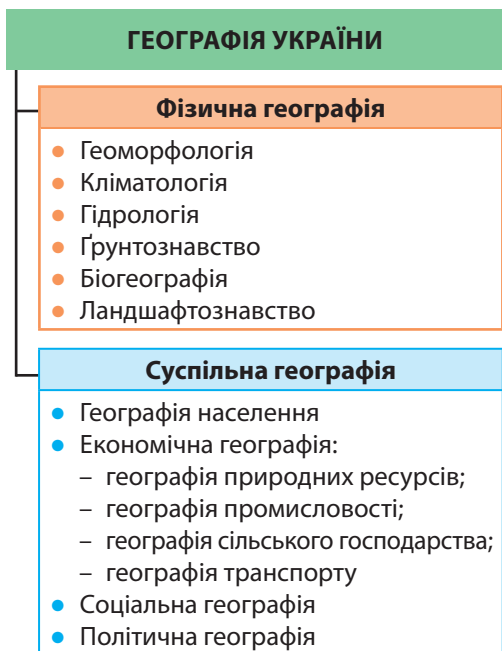 ГЕОГРАФІЯ УКРАЇНИ
Фізична географія
● Геоморфологія
● Кліматологія
● Гідрологія
● Ґрунтознавство
● Біогеографія
● Ландшафтознавство
Суспільна географія
● Географія населення
● Економічна географія:
– географія природних ресурсів;
– географія промисловості;
– географія сільського господарства;
– географія транспорту
● Соціальна географія
● Політична географія